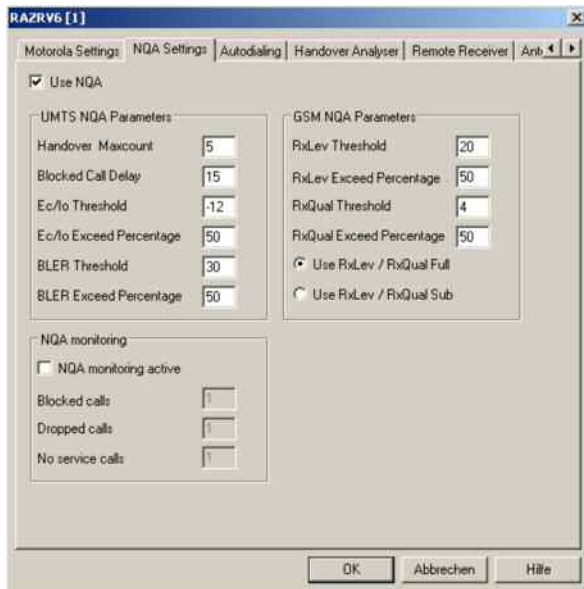 RAZRV6 [1]
Motorola Settings NQA Settings Autodialing Handover Analyser Remote Receiver
Use NQA
UMTS NQA Parameters
Handover Maxcount 5
Blocked Call Delay 15
Ec/Io Threshold -12
Ec/Io Exceed Percentage 50
BLER Threshold 30
BLER Exceed Percentage 50
GSM NQA Parameters
RxLev Threshold 20
RxLev Exceed Percentage 50
RxQual Threshold 4
RxQual Exceed Percentage 50
Use RxLev / RxQual Full
Use RxLev / RxQual Sub
NQA monitoring
NQA monitoring active
Blocked calls 1
Dropped calls 1
No service calls 1
OK Abbrechen Hilfe